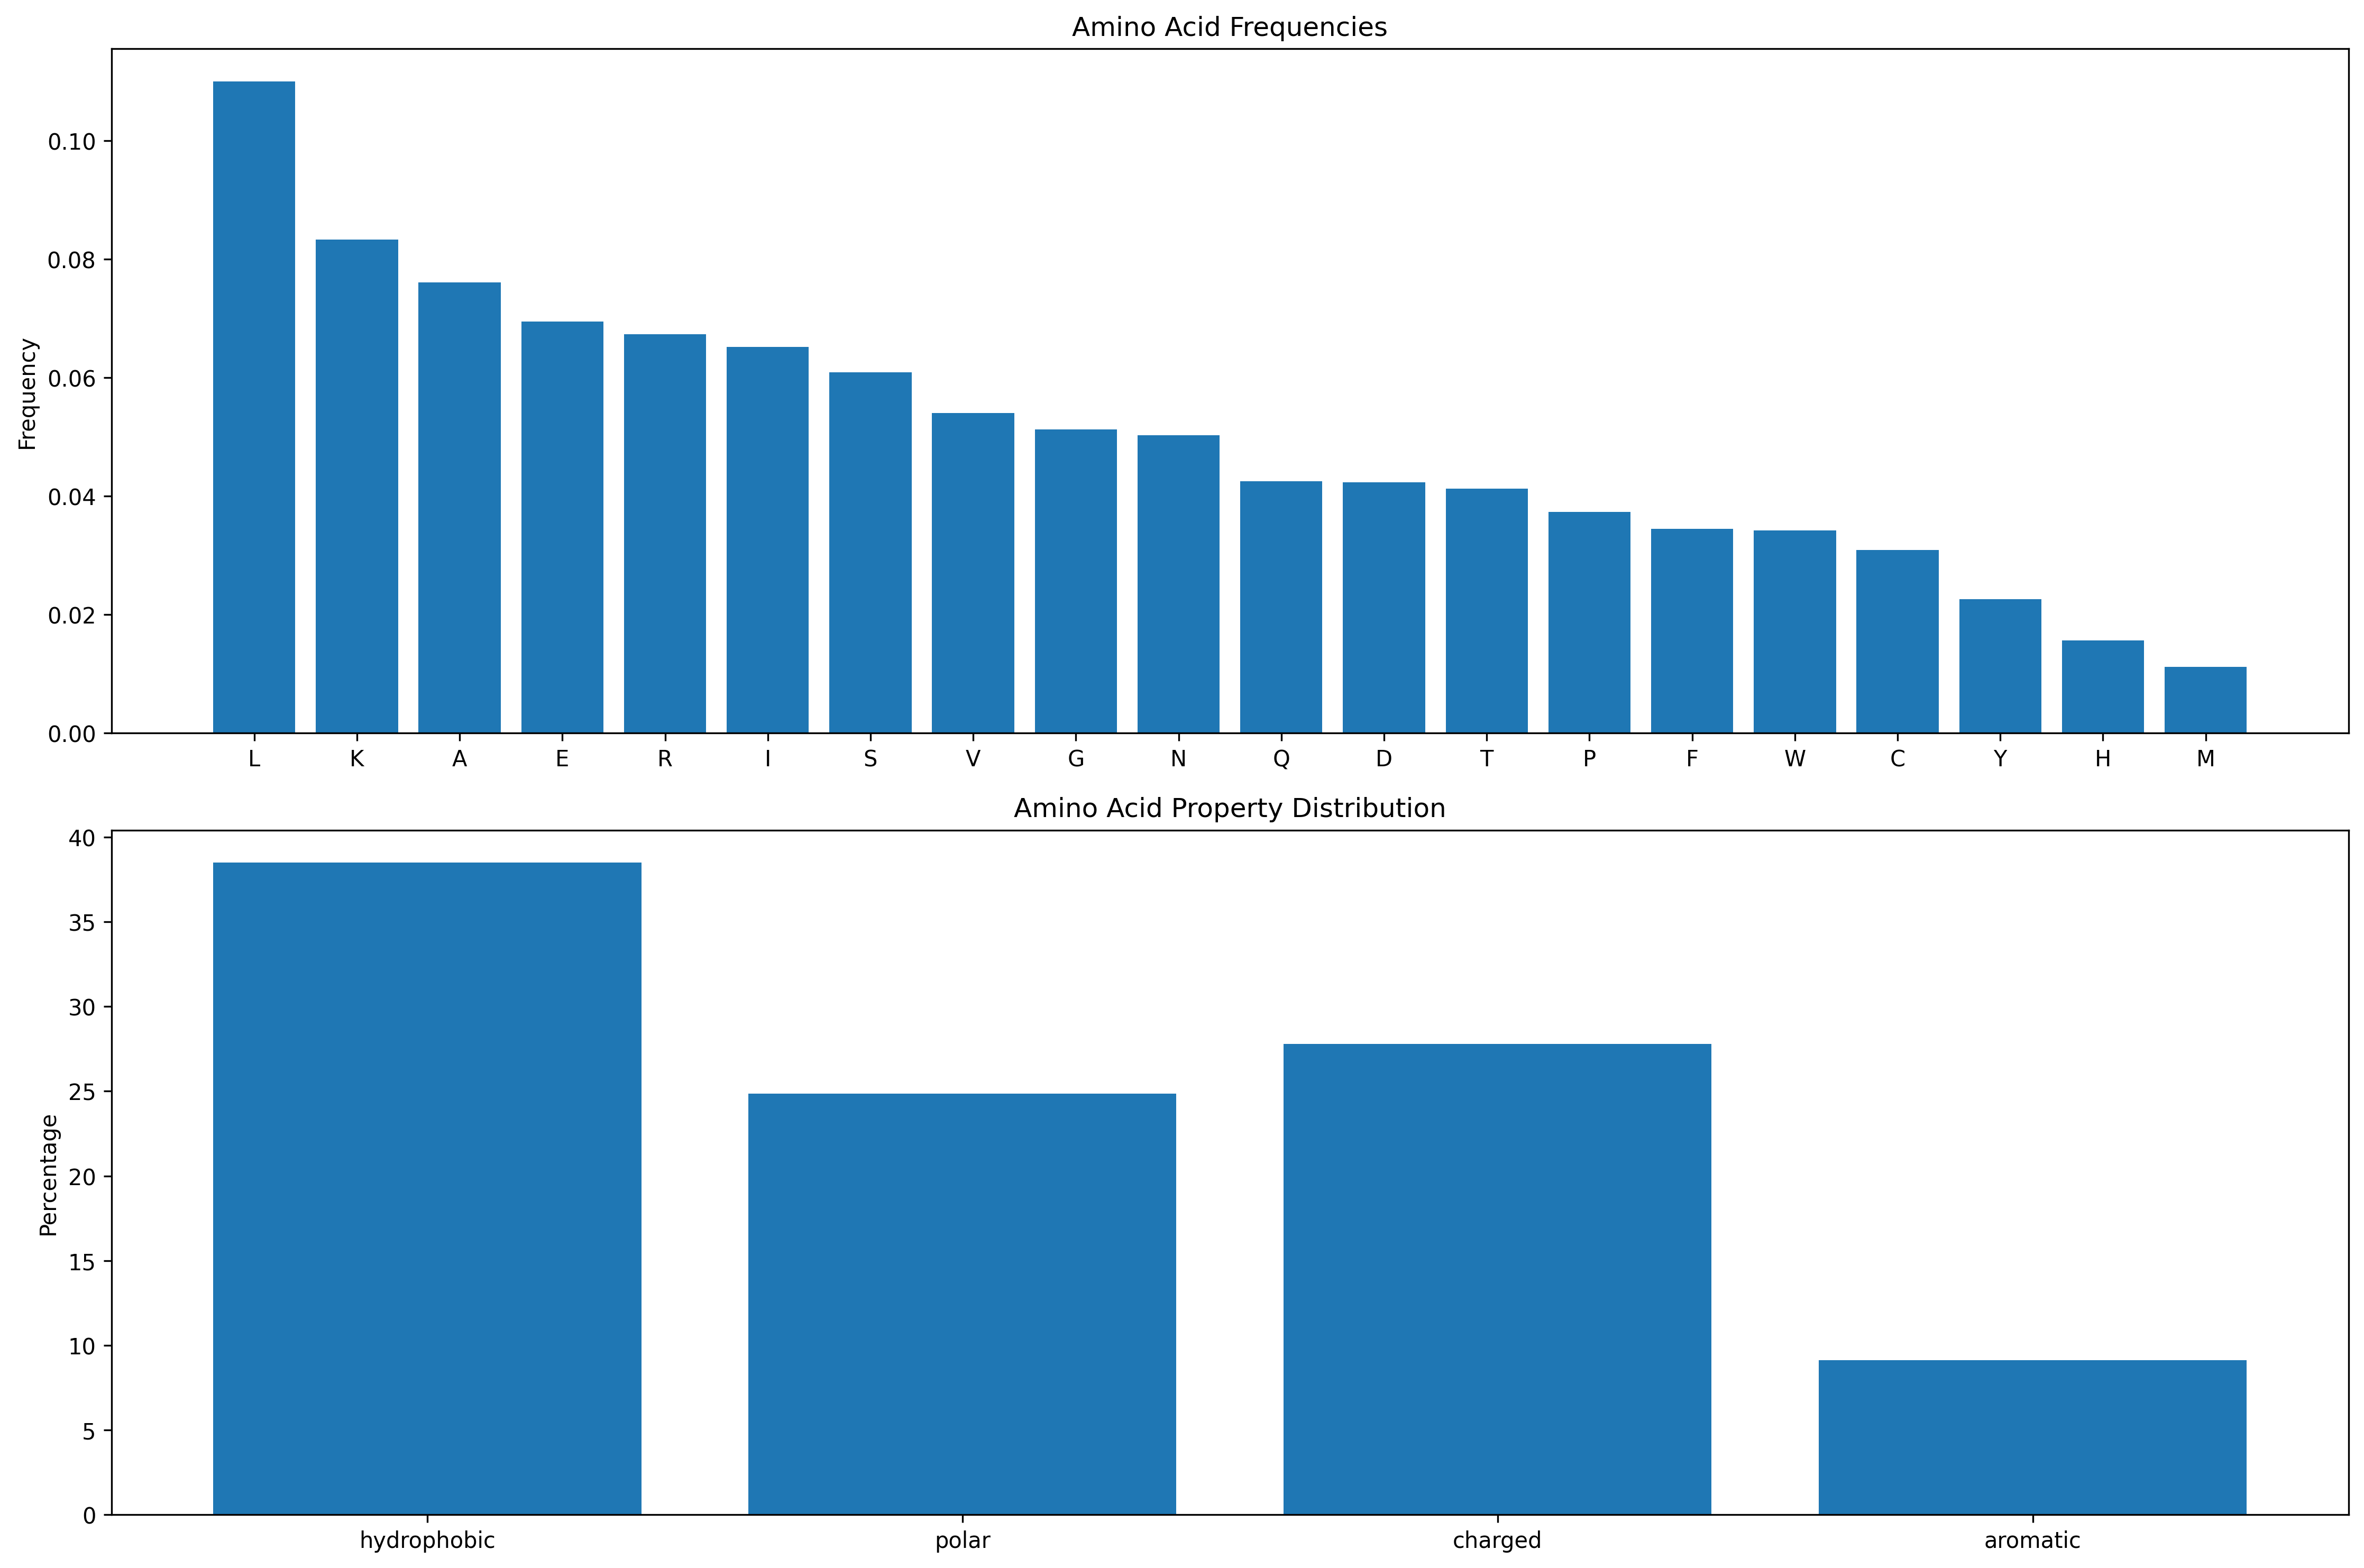 Amino Acid Frequencies
Frequency
0.10
0.08
0.06
0.04
0.02
0.00
L K A E R I S V G N Q D T P F W C Y H M
Amino Acid Property Distribution
Percentage
40
35
30
25
20
15
10
5
0
hydrophobic polar charged aromatic